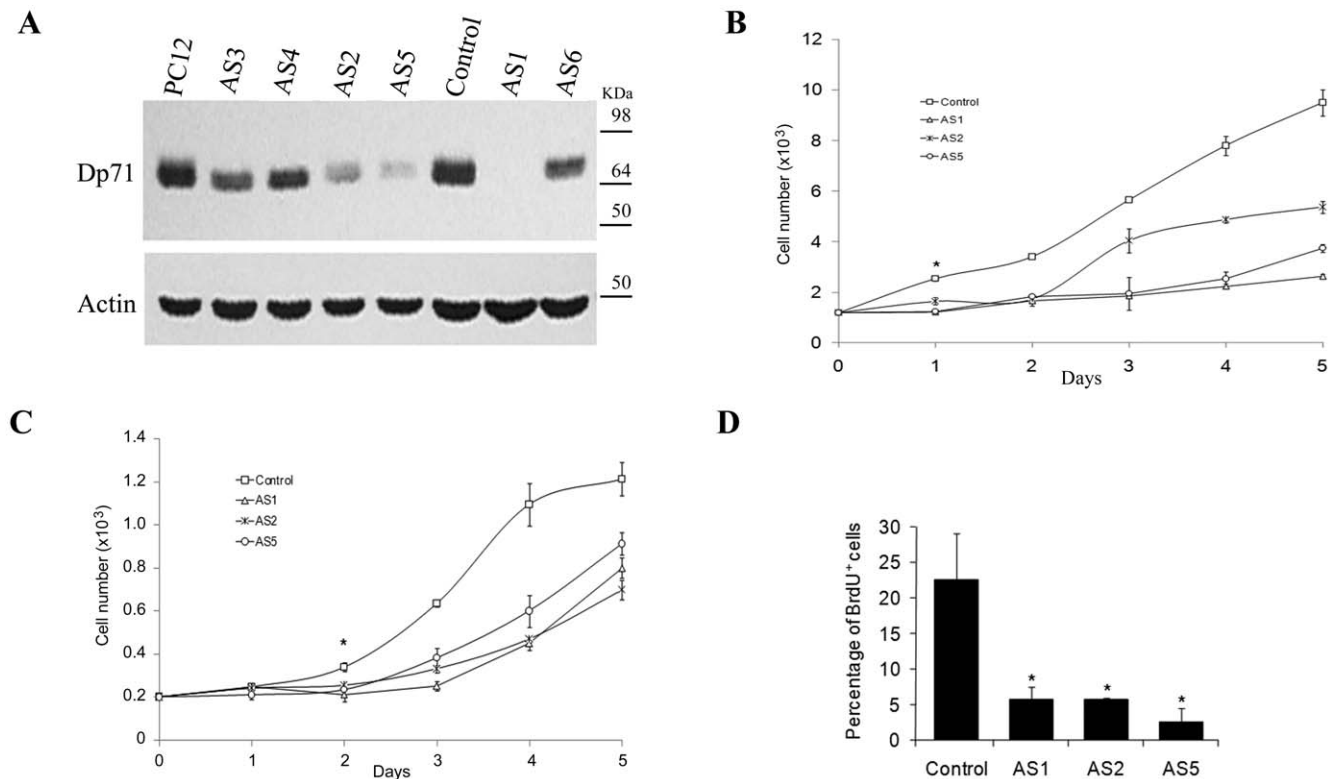 A
PC12 AS3 AS4 AS2 AS5 Control AS1 AS6
KDa
98
Dp71
64
50
50
Actin
B
12
10
8
6
4
2
0
Cell number (x10³)
Control
AS1
AS2
AS5
*
0 1 2 3 4 5
Days
C
1.4
1.2
1.0
0.8
0.6
0.4
0.2
0
Cell number (x10³)
Control
AS1
AS2
AS5
*
0 1 2 3 4 5
Days
D
30
25
20
15
10
5
0
Percentage of BrdU⁺ cells
* * *
Control AS1 AS2 AS5